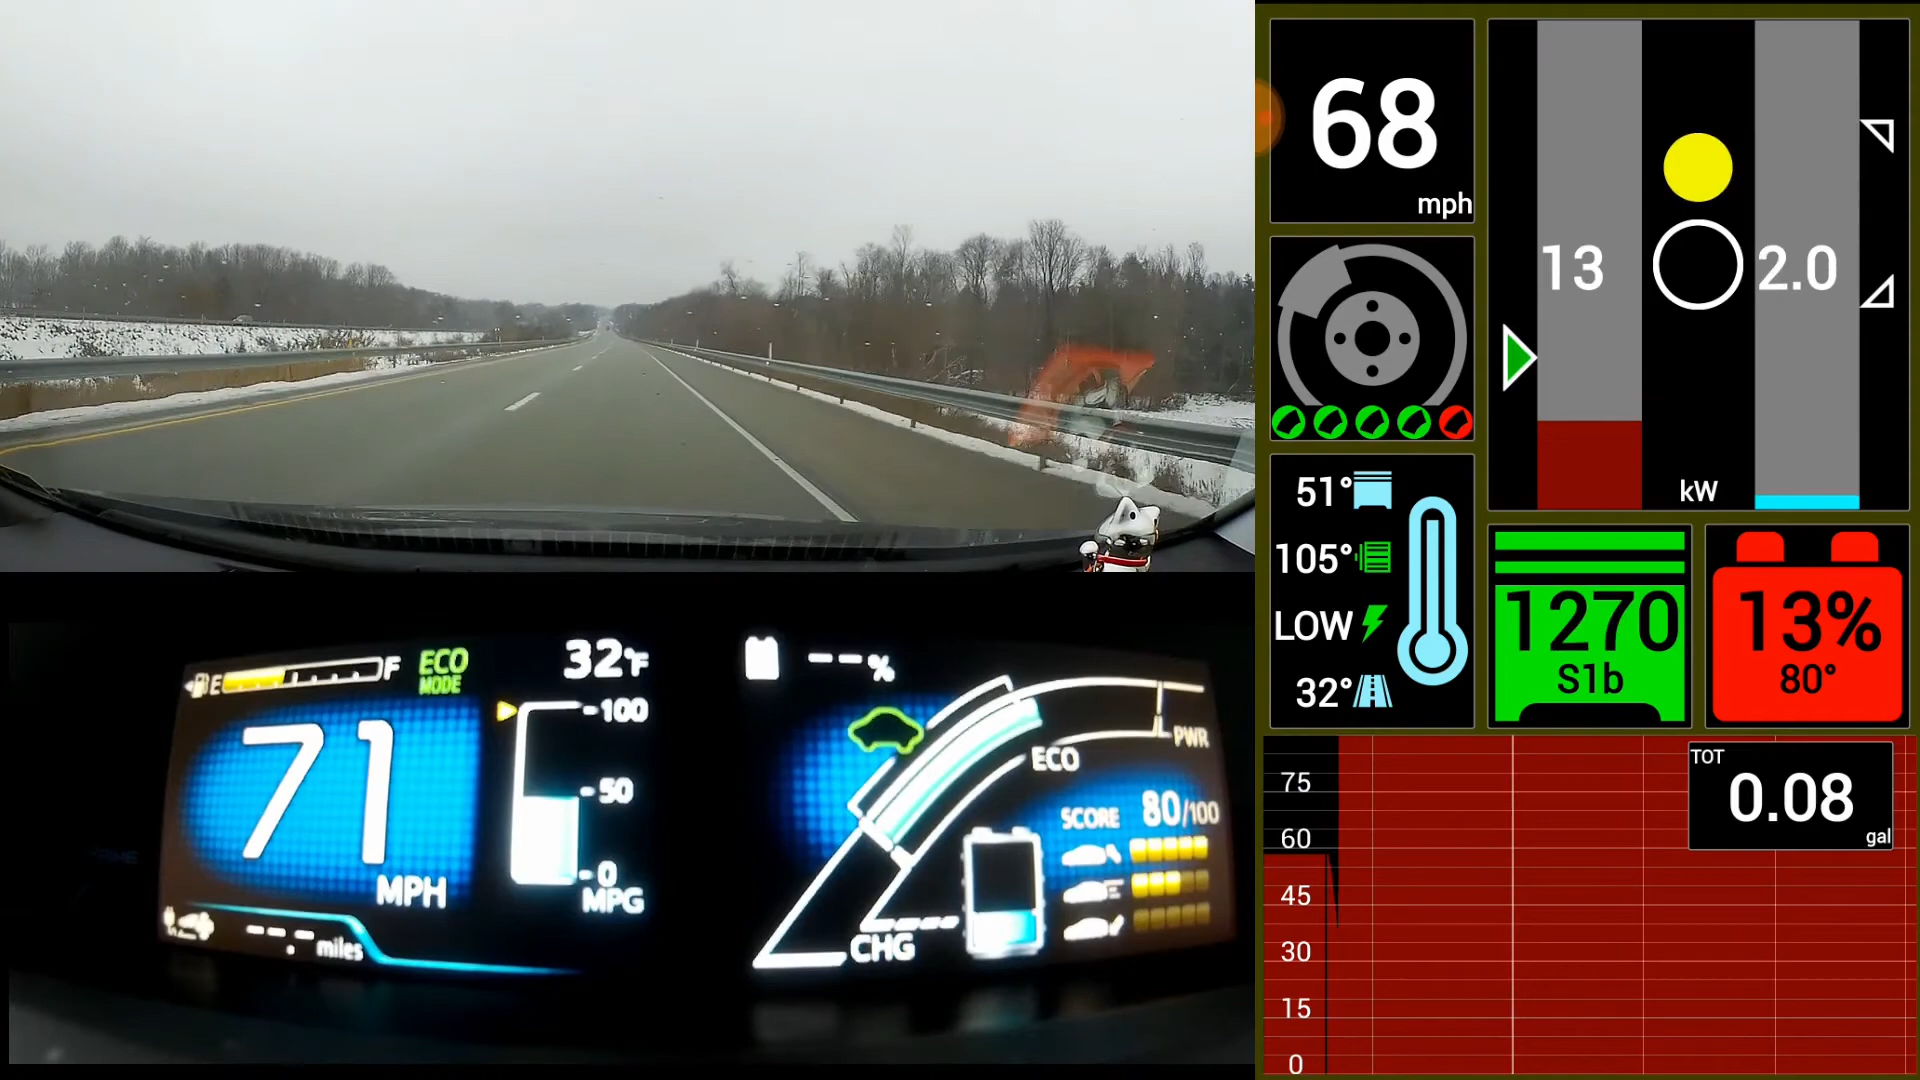 68
mph
13
2.0
kW
51°
105°
LOW
32°
1270
S1b
13%
80°
TOT
0.08
gal
75
60
45
30
15
0
E
F
ECO
MODE
32°F
71
MPH
-100
-50
-0
MPG
---.- miles
--%
PWR
ECO
CHG
SCORE 80/100